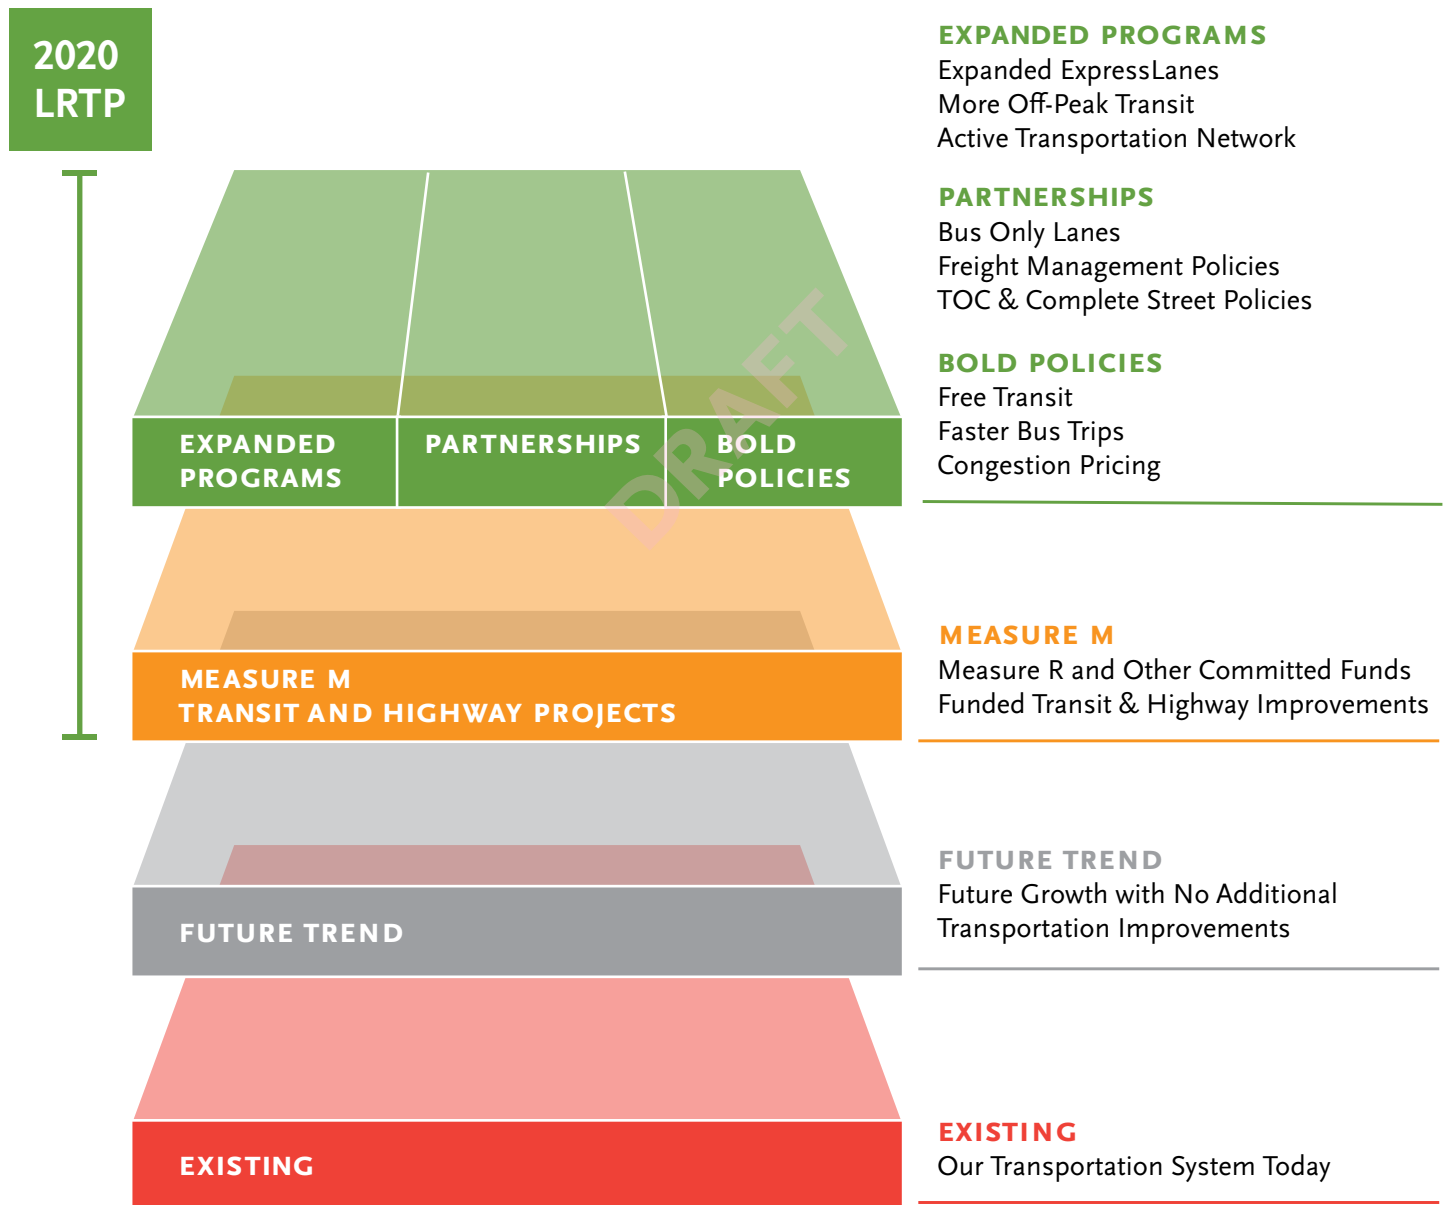 2020
LRTP
EXPANDED PROGRAMS
Expanded ExpressLanes
More Off-Peak Transit
Active Transportation Network
PARTNERSHIPS
Bus Only Lanes
Freight Management Policies
TOC & Complete Street Policies
BOLD POLICIES
Free Transit
Faster Bus Trips
Congestion Pricing
EXPANDED
PROGRAMS
PARTNERSHIPS
BOLD
POLICIES
DRAFT
MEASURE M
TRANSIT AND HIGHWAY PROJECTS
MEASURE M
Measure R and Other Committed Funds
Funded Transit & Highway Improvements
FUTURE TREND
FUTURE TREND
Future Growth with No Additional
Transportation Improvements
EXISTING
EXISTING
Our Transportation System Today